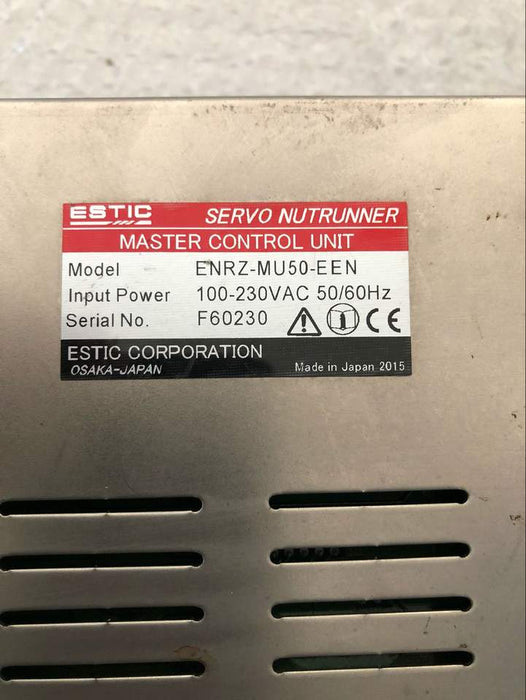 ESTIC SERVO NUTRUNNER
MASTER CONTROL UNIT
Model ENRZ-MU50-EEN
Input Power 100-230VAC 50/60Hz
Serial No. F60230 CE
ESTIC CORPORATION
OSAKA-JAPAN Made in Japan 2015